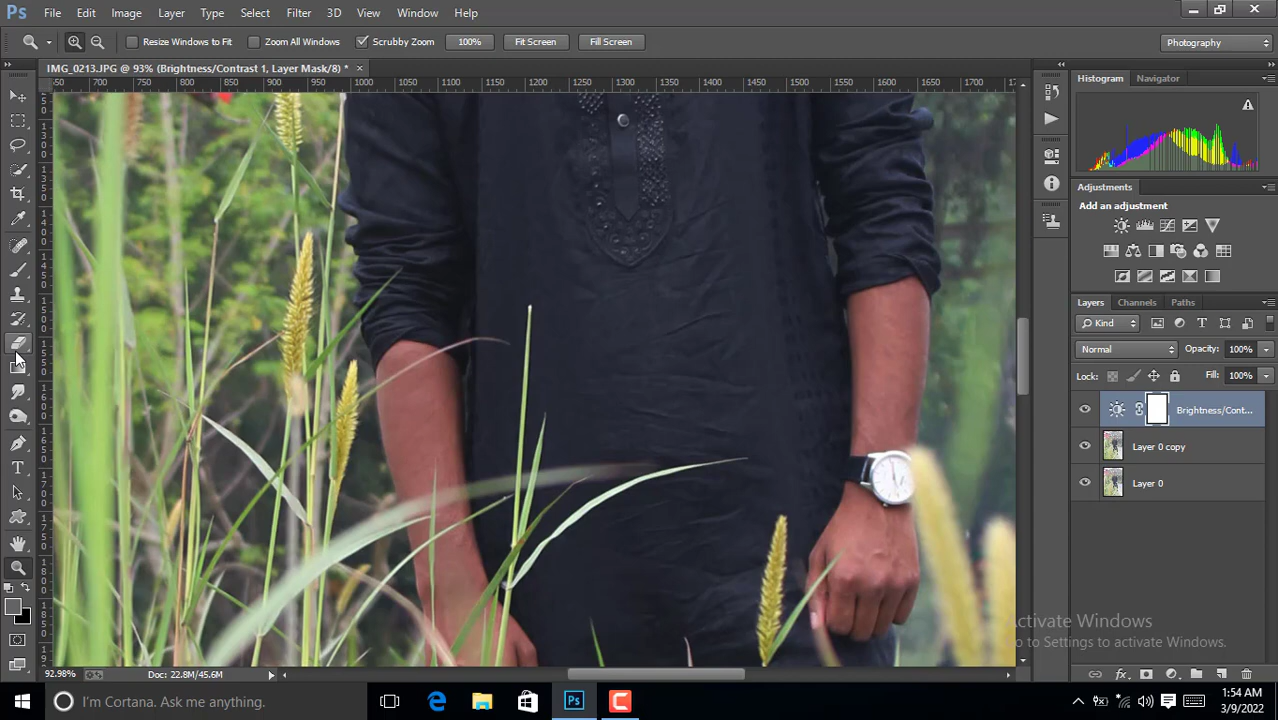 Ps File Edit Image Layer Type Select Filter 3D View Window Help
Resize Windows to Fit Zoom All Windows Scrubby Zoom 100% Fit Screen Fill Screen Photography
IMG_0213.JPG @ 93% (Brightness/Contrast 1, Layer Mask/8) * ×
750 800 850 900 950 1000 1050 1100 1150 1200 1250 1300 1350 1400 1450 1500 1550 1600 1650 1700
Histogram Navigator
Adjustments
Add an adjustment
Layers Channels Paths
Kind
Normal Opacity: 100%
Lock: Fill: 100%
Brightness/Cont...
Layer 0 copy
Layer 0
Activate Windows
Go to Settings to activate Windows.
92.98% Doc: 22.8M/45.6M
I'm Cortana. Ask me anything.
1:54 AM
3/9/2022